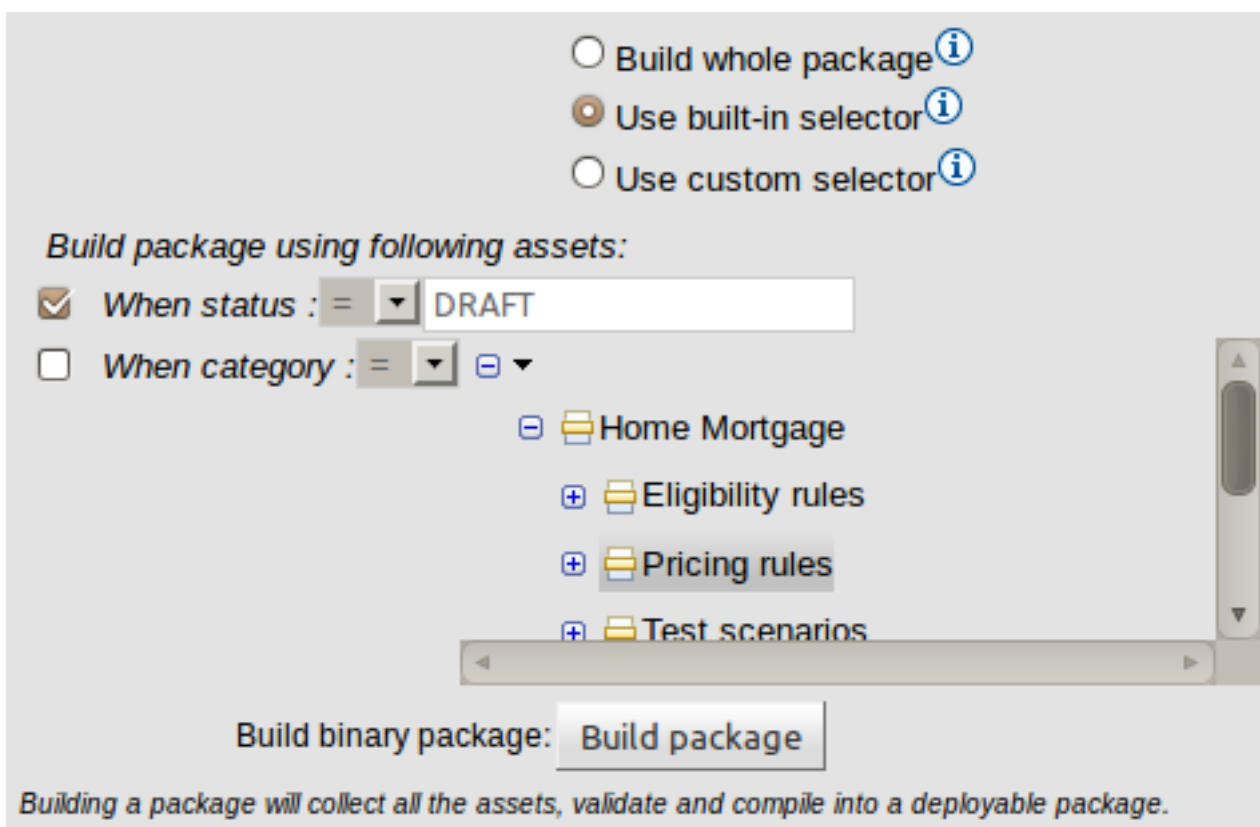 Build whole package
Use built-in selector
Use custom selector
Build package using following assets:
When status : = DRAFT
When category : =
Home Mortgage
Eligibility rules
Pricing rules
Test scenarios
Build binary package: Build package
Building a package will collect all the assets, validate and compile into a deployable package.